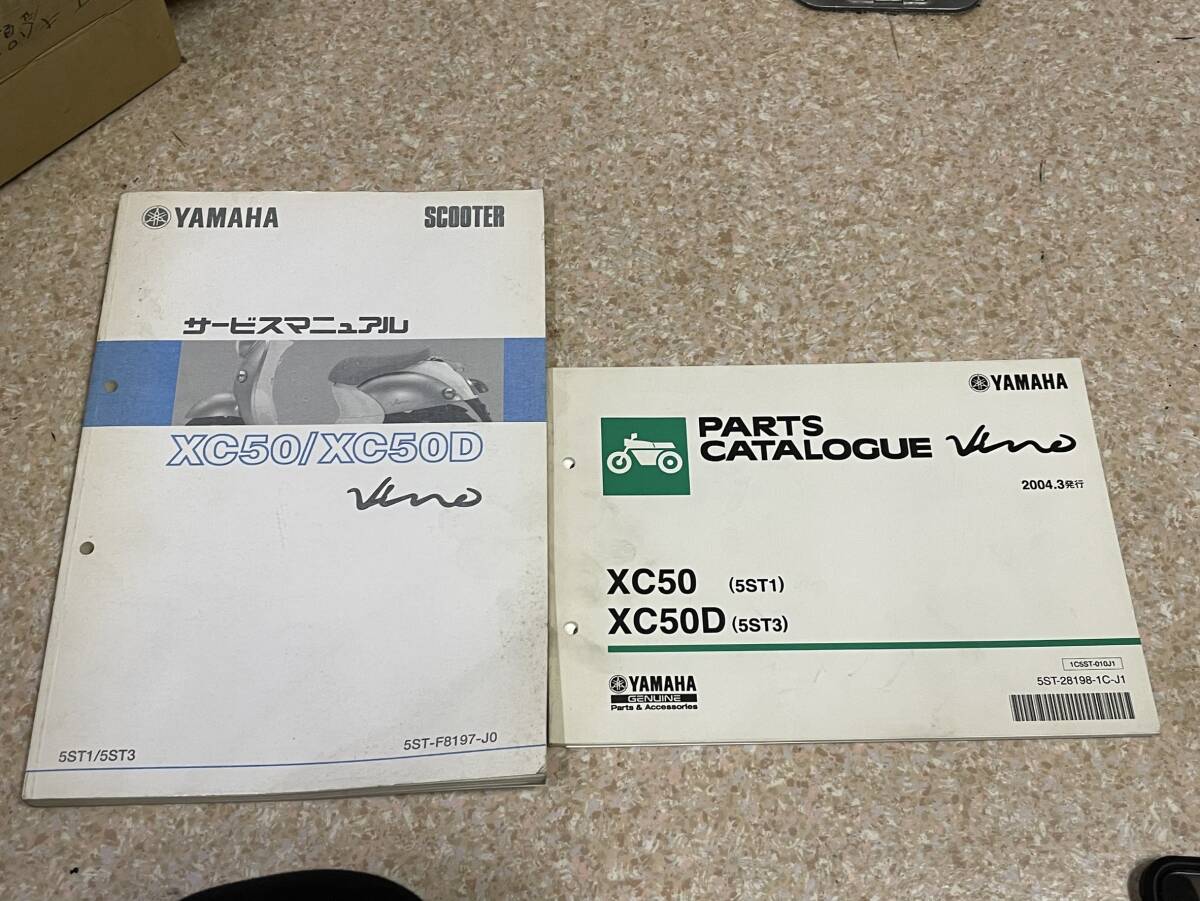 YAMAHA
SCOOTER
サービスマニュアル
XC50/XC50D
Vino
5ST1/5ST3
5ST-F8197-J0
YAMAHA
PARTS
CATALOGUE Vino
2004.3発行
XC50 (5ST1)
XC50D (5ST3)
1C5ST-010J1
5ST-28198-1C-J1
YAMAHA
GENUINE
Parts & Accessories